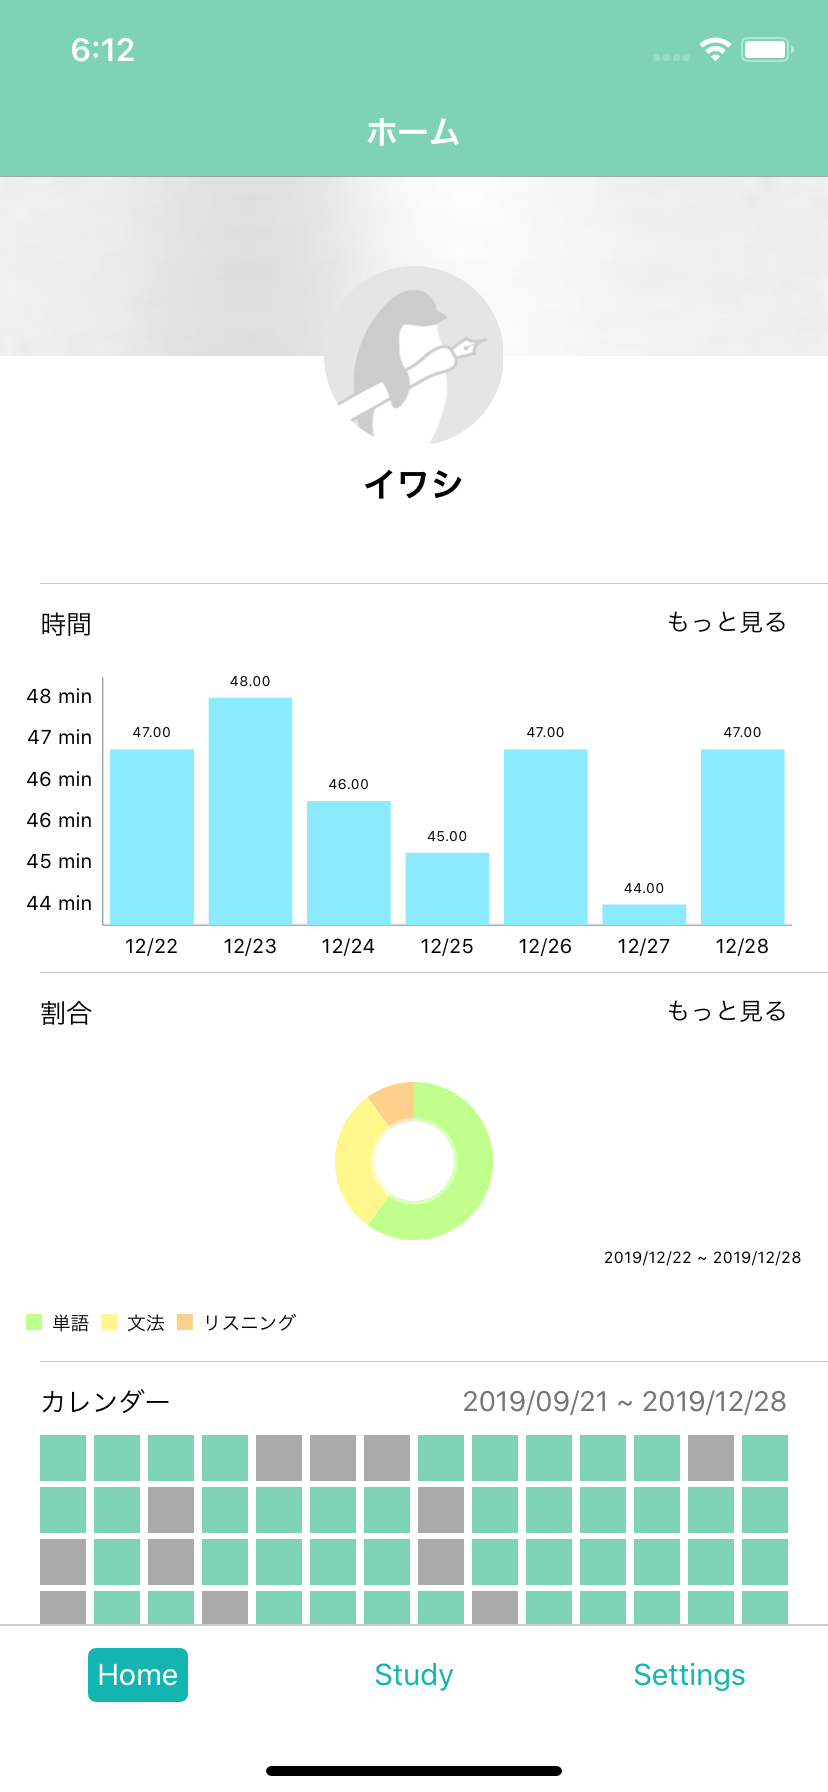 6:12
ホーム
イワシ
時間 もっと見る
48 min
47 min
46 min
46 min
45 min
44 min
47.00 48.00 46.00 45.00 47.00 44.00 47.00
12/22 12/23 12/24 12/25 12/26 12/27 12/28
割合 もっと見る
2019/12/22 ~ 2019/12/28
単語 文法 リスニング
カレンダー 2019/09/21 ~ 2019/12/28
Home Study Settings